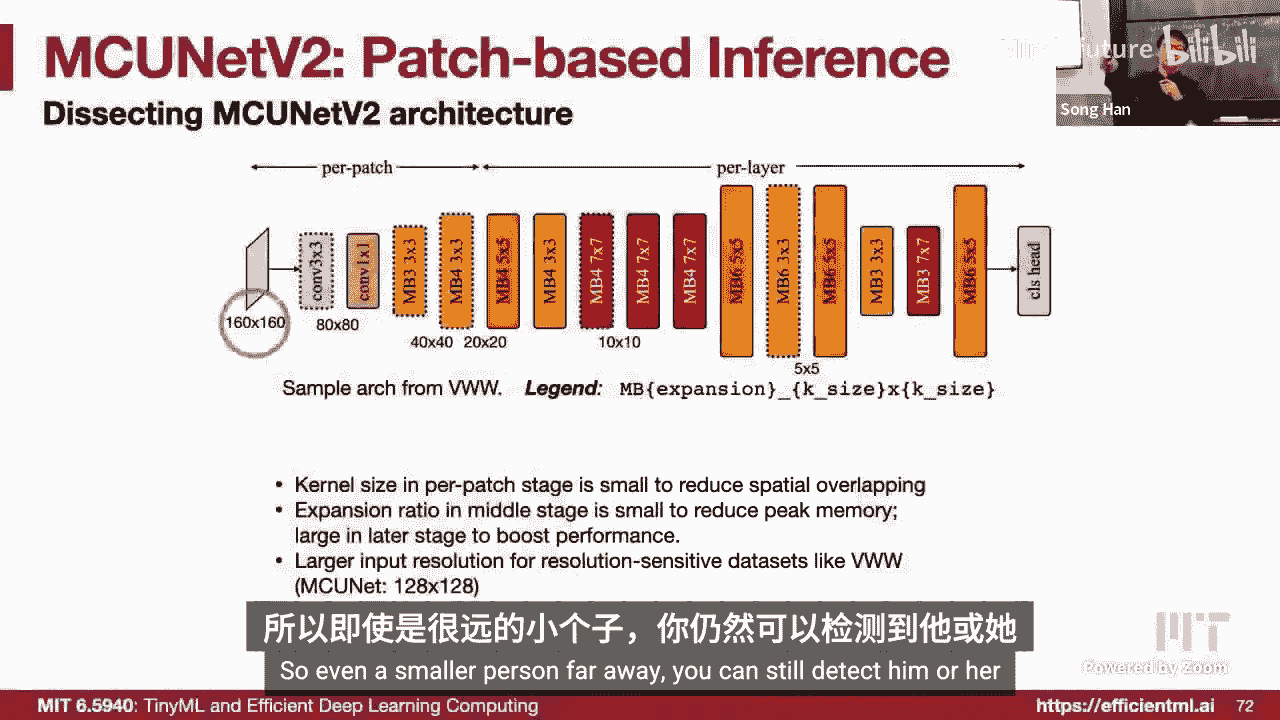 MCUNetV2: Patch-based Inference
future bilibili
Song Han
Dissecting MCUNetV2 architecture
per-patch
per-layer
conv3x3
conv1x1
MB3 3x3
MB4 3x3
MB4 5x5
MB4 3x3
MB4 7x7
MB4 7x7
MB4 7x7
MB6 5x5
MB6 3x3
MB6 5x5
MB3 3x3
MB3 7x7
MB6 5x5
cls head
160x160
80x80
40x40
20x20
10x10
5x5
Sample arch from VWW. Legend: MB{expansion}_{k_size}x{k_size}
• Kernel size in per-patch stage is small to reduce spatial overlapping
• Expansion ratio in middle stage is small to reduce peak memory;
large in later stage to boost performance.
• Larger input resolution for resolution-sensitive datasets like VWW
(MCUNet: 128x128)
所以即使是很远的小个子，你仍然可以检测到他或她
So even a smaller person far away, you can still detect him or her
MIT
Powered by Zoom
MIT 6.5940: TinyML and Efficient Deep Learning Computing
https://efficientml.ai
72